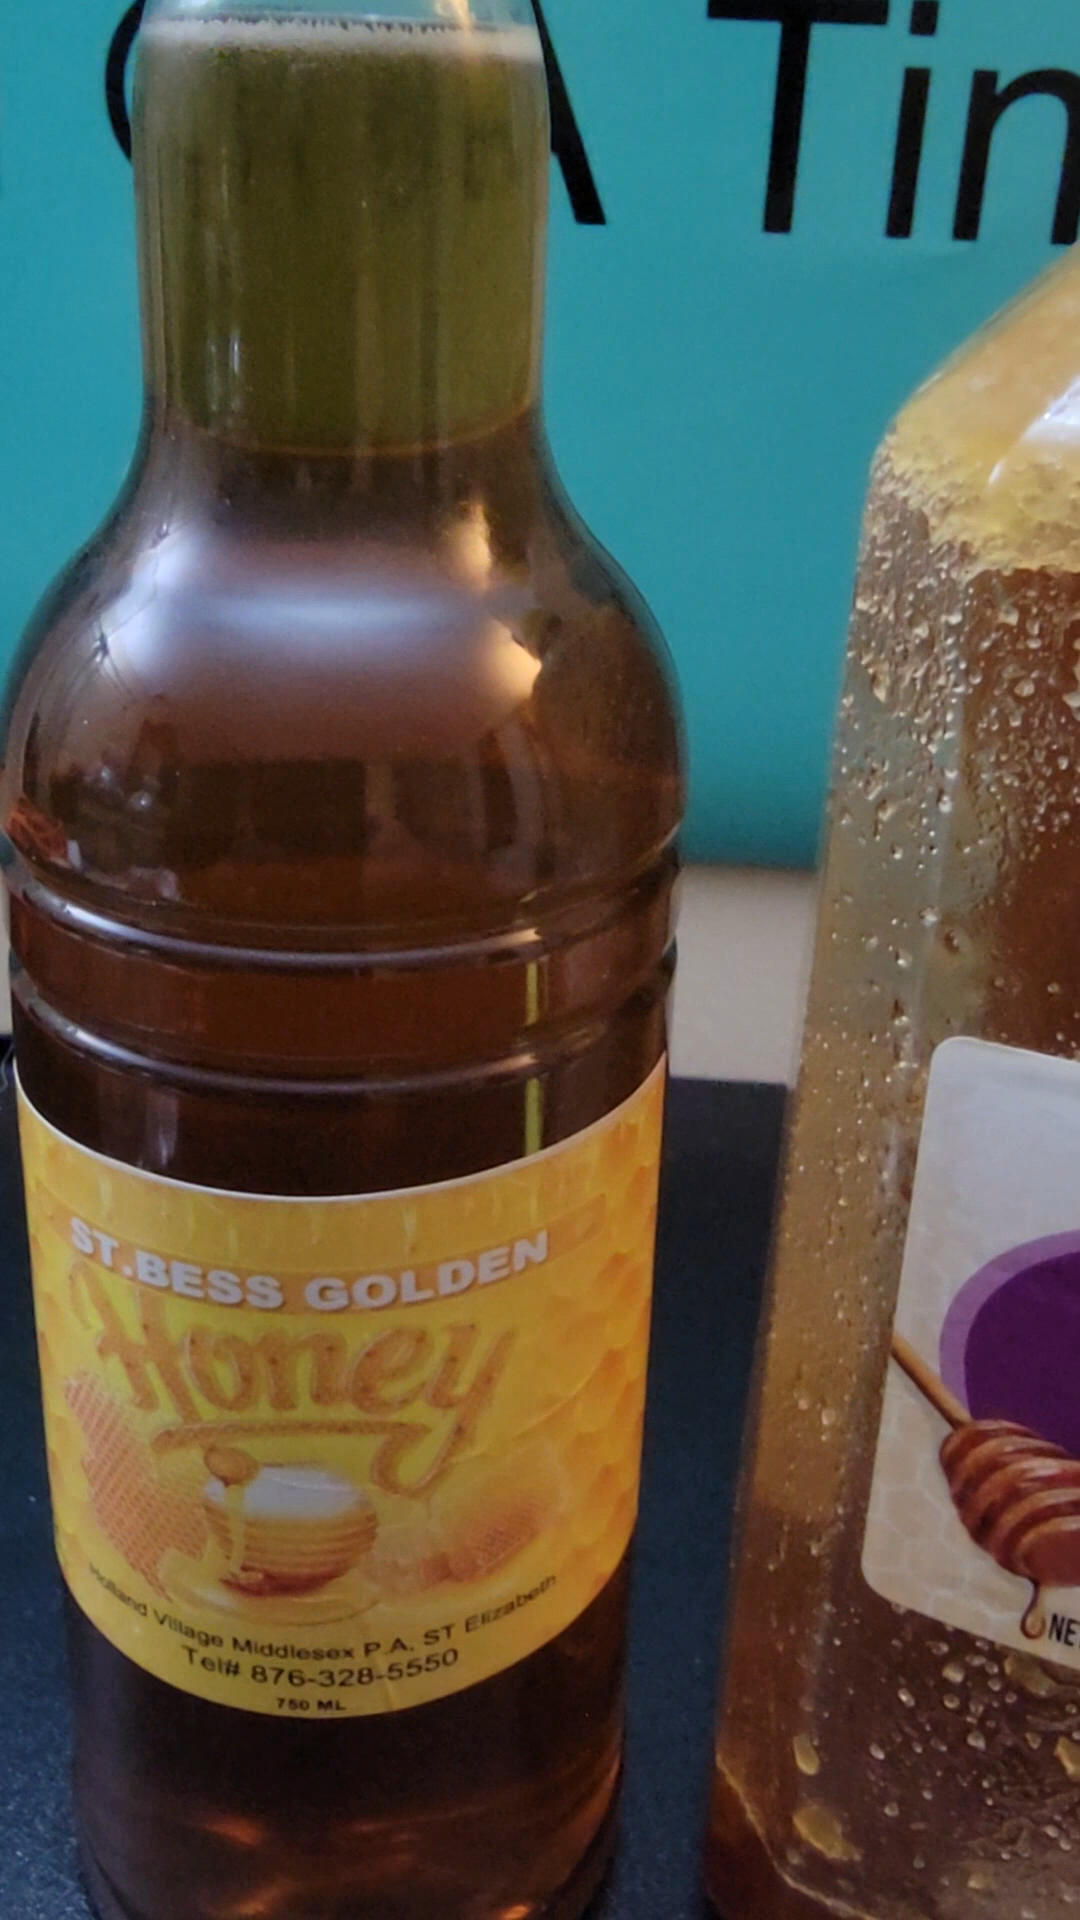 A Tin
ST.BESS GOLDEN
Honey
Holland Village Middlesex P.A. ST Elizabeth
Tel# 876-328-5550
750 ML
NE